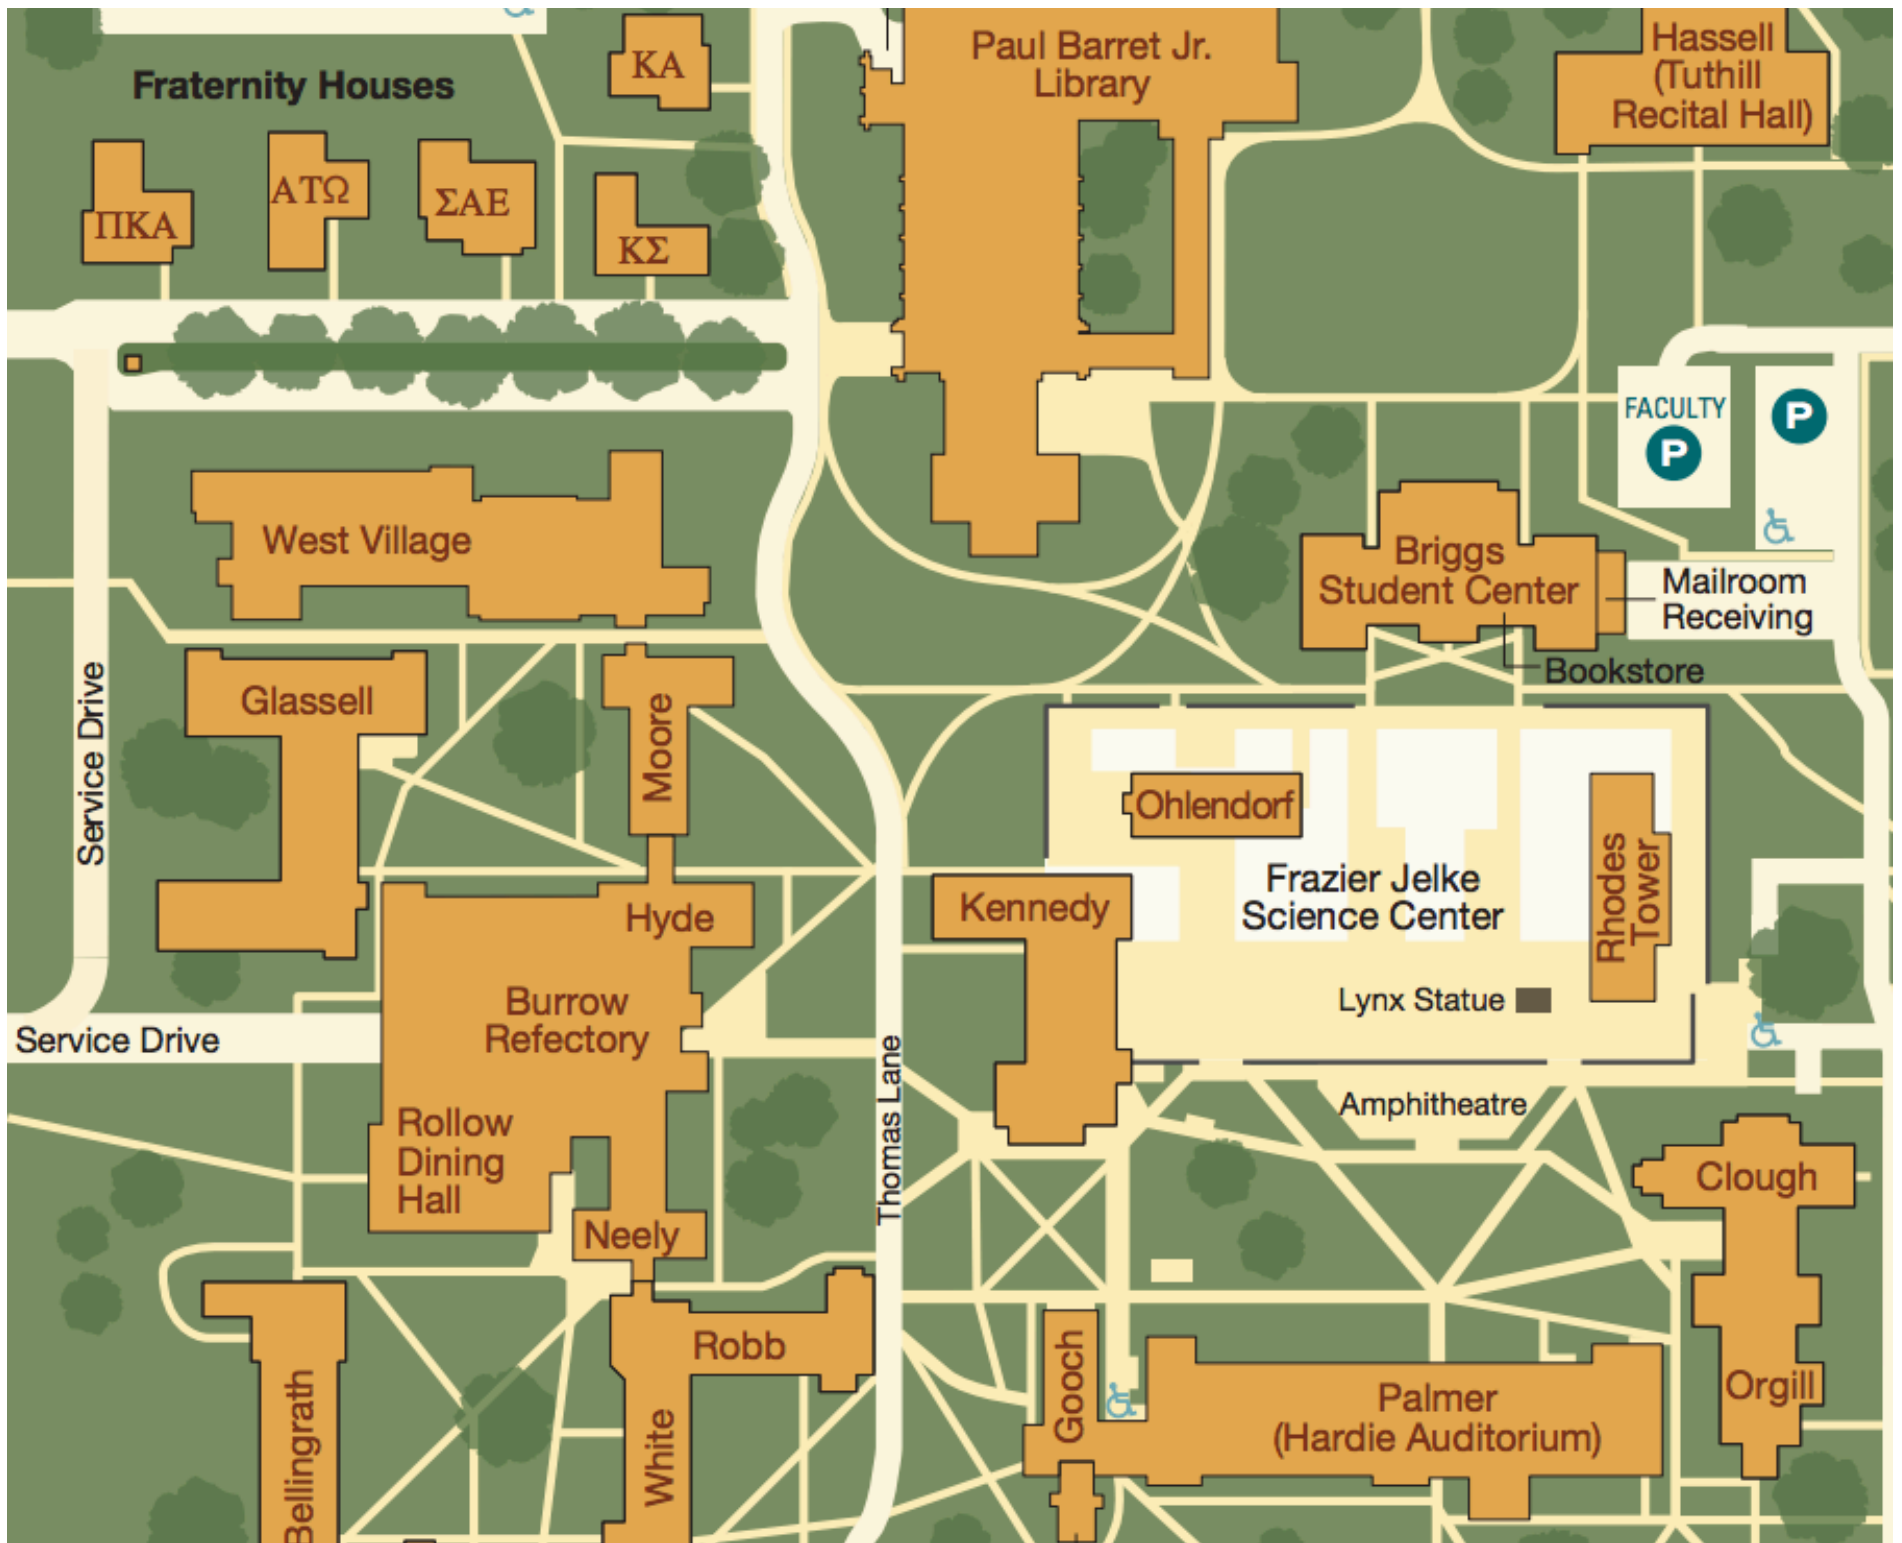 Fraternity Houses
ΚΑ
ΠΚΑ
ΑΤΩ
ΣΑΕ
ΚΣ
Paul Barret Jr.
Library
Hassell
(Tuthill
Recital Hall)
FACULTY
P
P
West Village
Briggs
Student Center
Mailroom
Receiving
Bookstore
Service Drive
Glassell
Moore
Ohlendorf
Rhodes
Tower
Frazier Jelke
Science Center
Kennedy
Hyde
Lynx Statue
Burrow
Refectory
Service Drive
Thomas Lane
Amphitheatre
Rollow
Dining
Hall
Clough
Neely
Robb
Gooch
Palmer
(Hardie Auditorium)
Orgill
Bellingrath
White